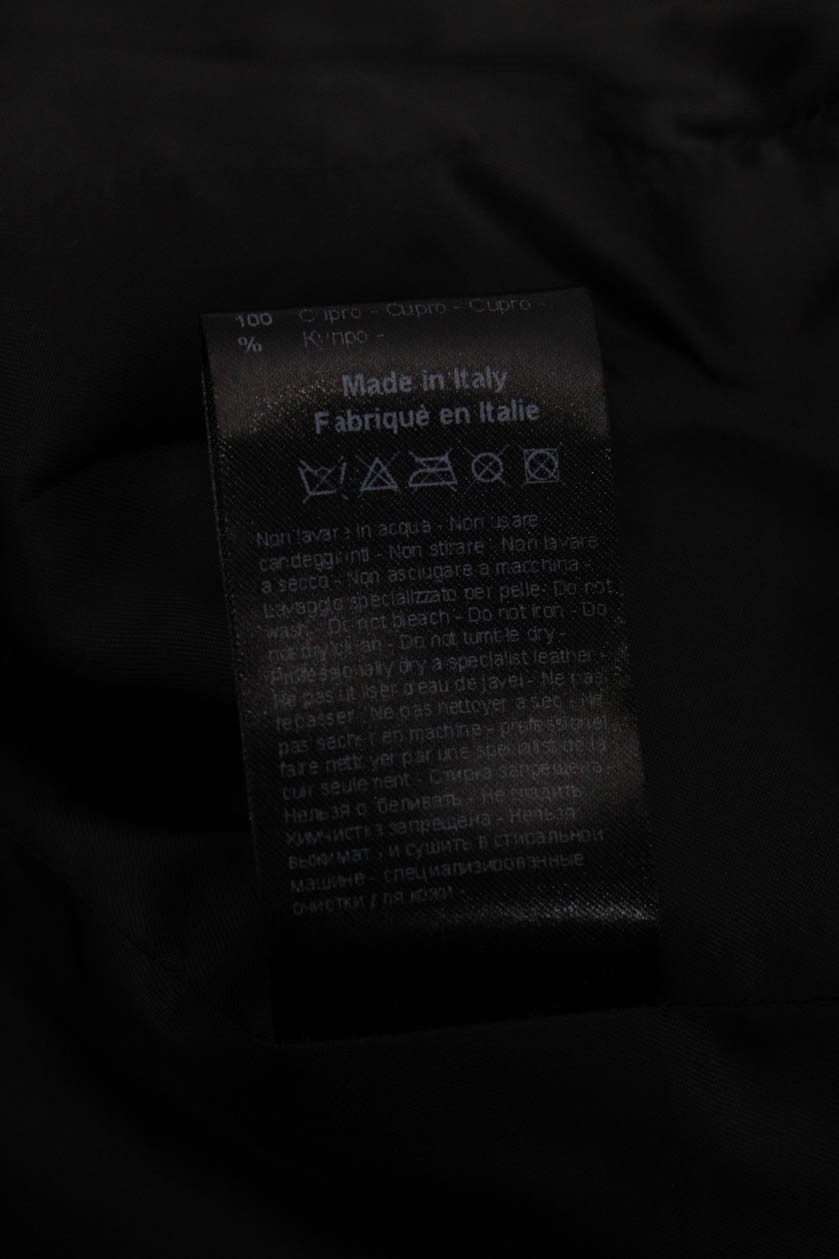 100 Cupro - Cupro - Cupro -
% Купро -
Made in Italy
Fabriqué en Italie
Non lavare in acqua - Non usare
candeggianti - Non stirare - Non lavare
a secco - Non asciugare a macchina -
Lavaggio specializzato per pelle- Do not
wash - Do not bleach - Do not iron - Do
not dry clean - Do not tumble dry -
Professionally dry a specialist leather -
Ne pas utiliser d'eau de javel - Ne pas
repasser - Ne pas nettoyer a sec - Ne
pas sécher en machine - professionel
faire nettoyer par une specialist de la
cuir seulement - Стирка запрещена -
Нельзя отбеливать - Не гладить
Химчистка запрещена - Нельзя
выжимать и сушить в стиральной
машине - специализированные
очистки для кожи -